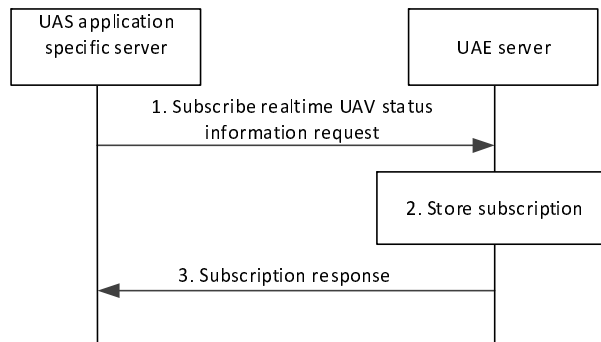 UAS application
specific server
UAE server
1. Subscribe realtime UAV status
information request
2. Store subscription
3. Subscription response